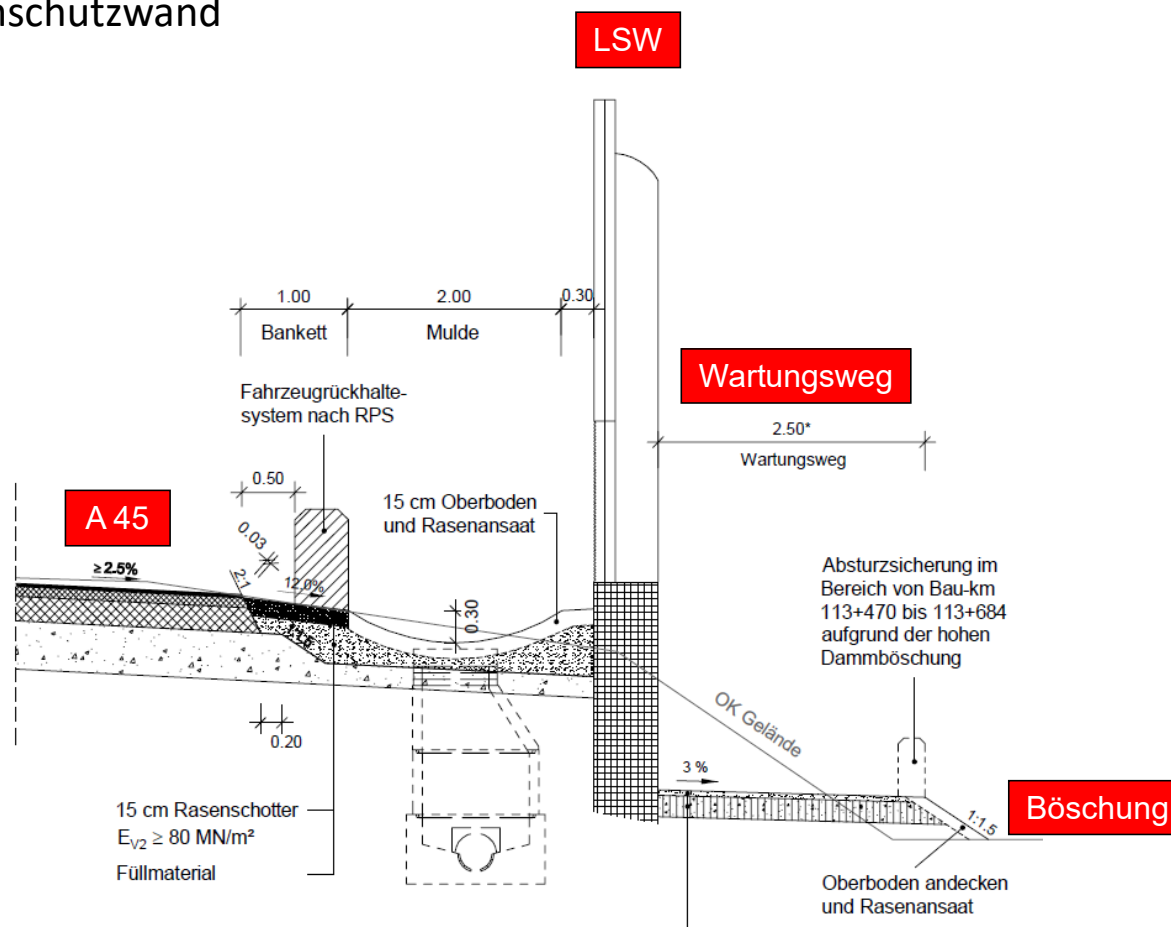 nschutzwand
LSW
1.00
2.00
0.30
Bankett
Mulde
Wartungsweg
2.50*
Wartungsweg
Fahrzeugrückhalte-
system nach RPS
0.50
15 cm Oberboden
und Rasenansaat
A 45
0.03
≥ 2.5%
2:1
12.0%
0.30
Absturzsicherung im
Bereich von Bau-km
113+470 bis 113+684
aufgrund der hohen
Dammböschung
OK Gelände
0.20
3 %
Böschung
1:1.5
15 cm Rasenschotter
EV2 ≥ 80 MN/m²
Füllmaterial
Oberboden andecken
und Rasenansaat